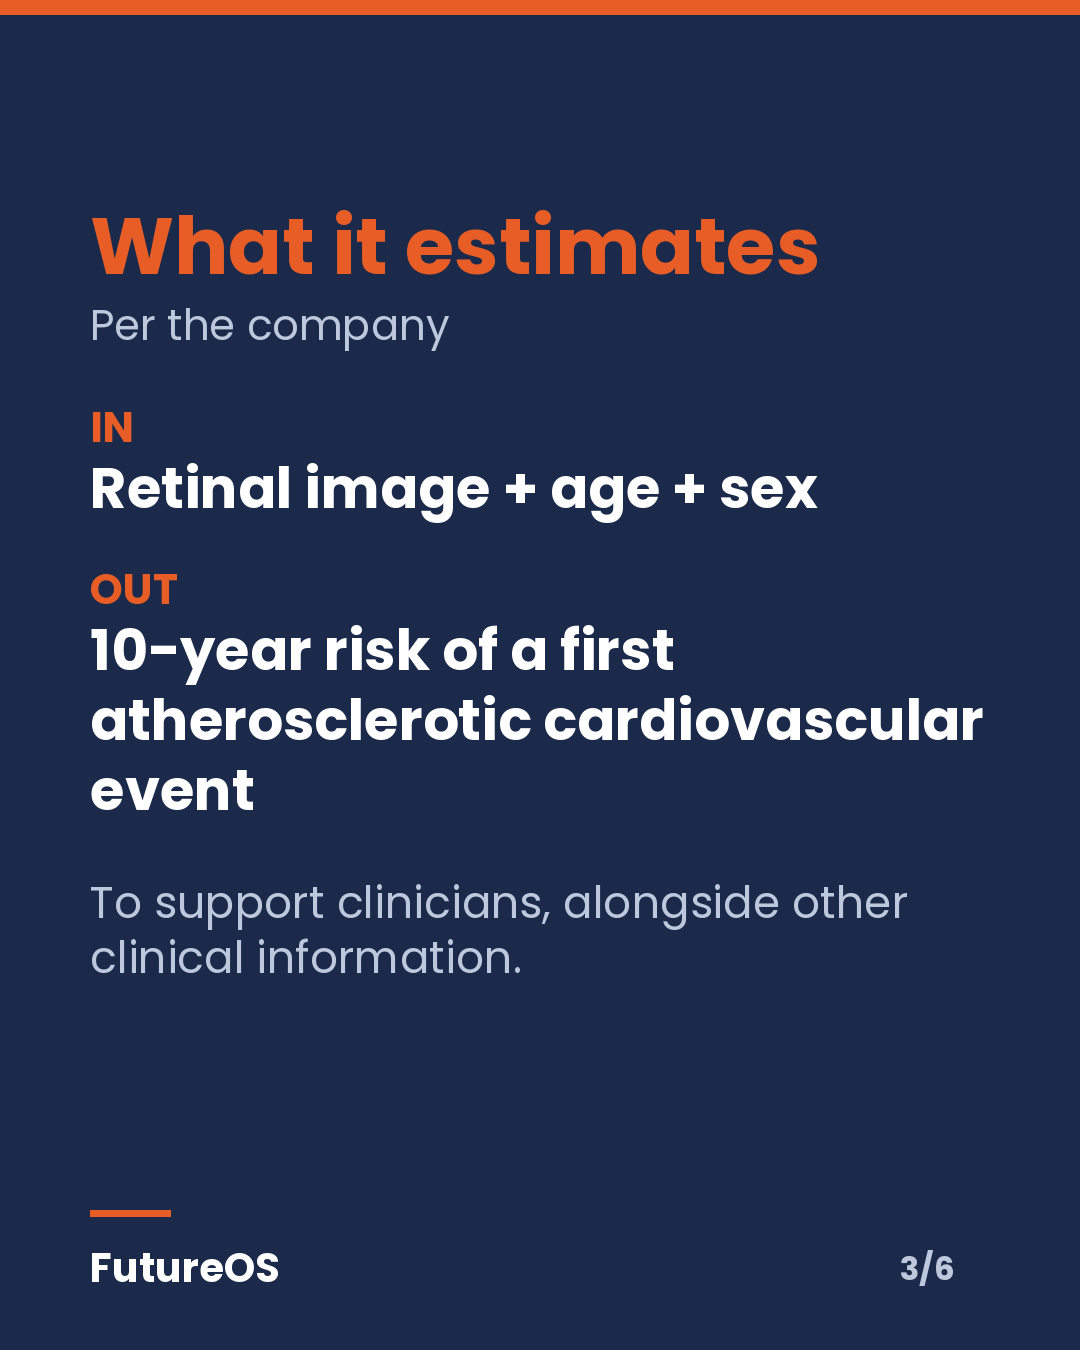 What it estimates
Per the company
IN
Retinal image + age + sex
OUT
10-year risk of a first
atherosclerotic cardiovascular
event
To support clinicians, alongside other
clinical information.
FutureOS
3/6